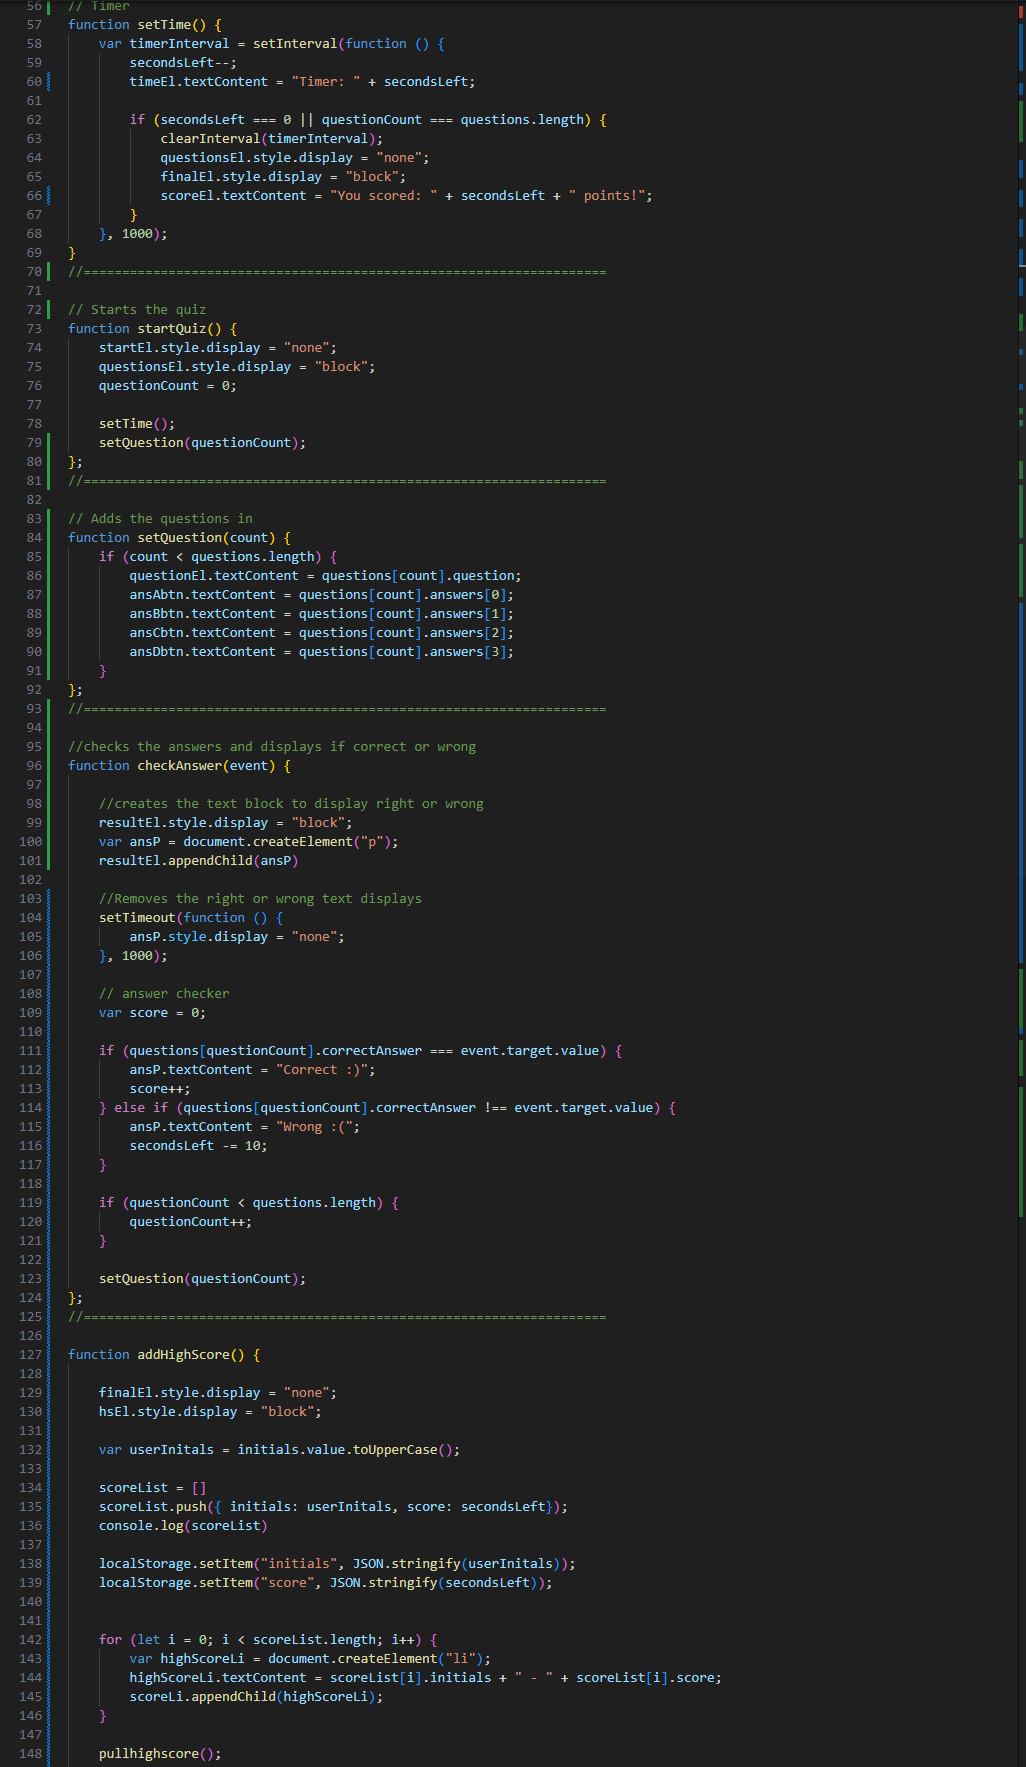 56 // Timer
57 function setTime() {
58     var timerInterval = setInterval(function () {
59         secondsLeft--;
60         timeEl.textContent = "Timer: " + secondsLeft;
61
62         if (secondsLeft === 0 || questionCount === questions.length) {
63             clearInterval(timerInterval);
64             questionsEl.style.display = "none";
65             finalEl.style.display = "block";
66             scoreEl.textContent = "You scored: " + secondsLeft + " points!";
67         }
68     }, 1000);
69 }
70 //====================================================================
71
72 // Starts the quiz
73 function startQuiz() {
74     startEl.style.display = "none";
75     questionsEl.style.display = "block";
76     questionCount = 0;
77
78     setTime();
79     setQuestion(questionCount);
80 };
81 //====================================================================
82
83 // Adds the questions in
84 function setQuestion(count) {
85     if (count < questions.length) {
86         questionEl.textContent = questions[count].question;
87         ansAbtn.textContent = questions[count].answers[0];
88         ansBbtn.textContent = questions[count].answers[1];
89         ansCbtn.textContent = questions[count].answers[2];
90         ansDbtn.textContent = questions[count].answers[3];
91     }
92 };
93 //====================================================================
94
95 //checks the answers and displays if correct or wrong
96 function checkAnswer(event) {
97
98     //creates the text block to display right or wrong
99     resultEl.style.display = "block";
100     var ansP = document.createElement("p");
101     resultEl.appendChild(ansP)
102
103     //Removes the right or wrong text displays
104     setTimeout(function () {
105         ansP.style.display = "none";
106     }, 1000);
107
108     // answer checker
109     var score = 0;
110
111     if (questions[questionCount].correctAnswer === event.target.value) {
112         ansP.textContent = "Correct :)";
113         score++;
114     } else if (questions[questionCount].correctAnswer !== event.target.value) {
115         ansP.textContent = "Wrong :(";
116         secondsLeft -= 10;
117     }
118
119     if (questionCount < questions.length) {
120         questionCount++;
121     }
122
123     setQuestion(questionCount);
124 };
125 //====================================================================
126
127 function addHighScore() {
128
129     finalEl.style.display = "none";
130     hsEl.style.display = "block";
131
132     var userInitals = initials.value.toUpperCase();
133
134     scoreList = []
135     scoreList.push({ initials: userInitals, score: secondsLeft});
136     console.log(scoreList)
137
138     localStorage.setItem("initials", JSON.stringify(userInitals));
139     localStorage.setItem("score", JSON.stringify(secondsLeft));
140
141
142     for (let i = 0; i < scoreList.length; i++) {
143         var highScoreLi = document.createElement("li");
144         highScoreLi.textContent = scoreList[i].initials + " - " + scoreList[i].score;
145         scoreLi.appendChild(highScoreLi);
146     }
147
148     pullhighscore();